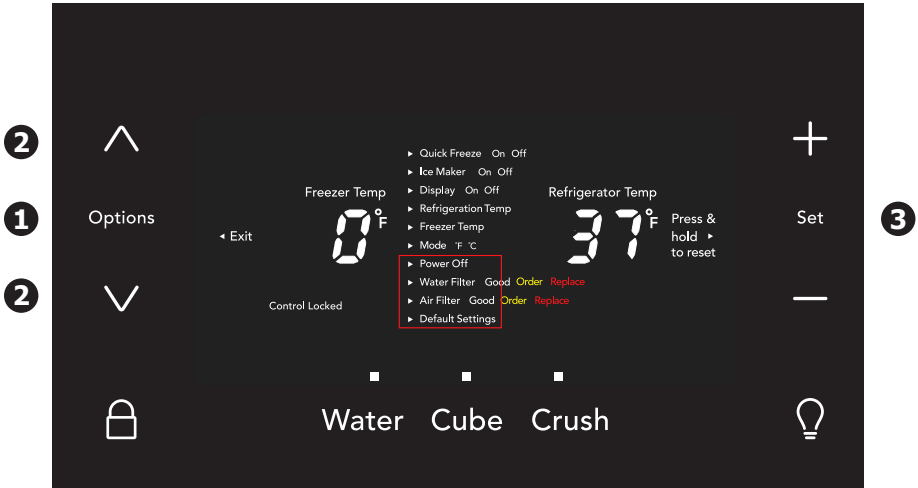 2
1
2
Options
◂ Exit
Freezer Temp
0°F
Control Locked
▸ Quick Freeze On Off
▸ Ice Maker On Off
▸ Display On Off
▸ Refrigeration Temp
▸ Freezer Temp
▸ Mode °F °C
▸ Power Off
▸ Water Filter Good Order Replace
▸ Air Filter Good Order Replace
▸ Default Settings
Refrigerator Temp
37°F
Press &
hold ▸
to reset
Set
3
Water Cube Crush